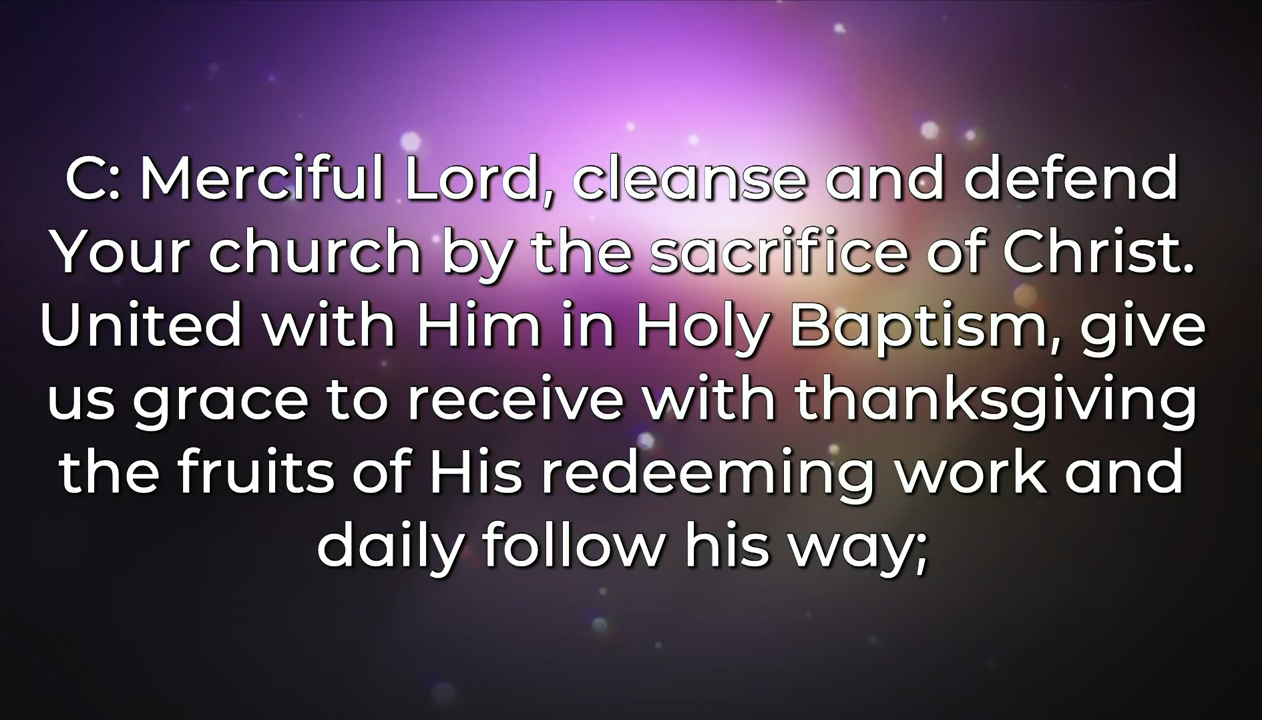 C: Merciful Lord, cleanse and defend
Your church by the sacrifice of Christ.
United with Him in Holy Baptism, give
us grace to receive with thanksgiving
the fruits of His redeeming work and
daily follow his way;